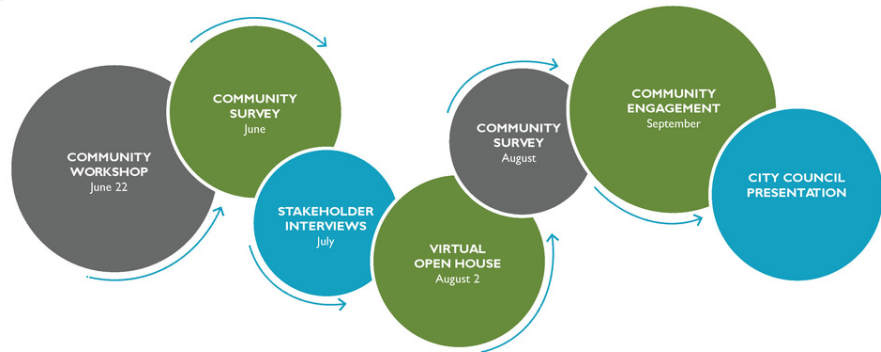 COMMUNITY
WORKSHOP
June 22
COMMUNITY
SURVEY
June
STAKEHOLDER
INTERVIEWS
July
VIRTUAL
OPEN HOUSE
August 2
COMMUNITY
SURVEY
August
COMMUNITY
ENGAGEMENT
September
CITY COUNCIL
PRESENTATION